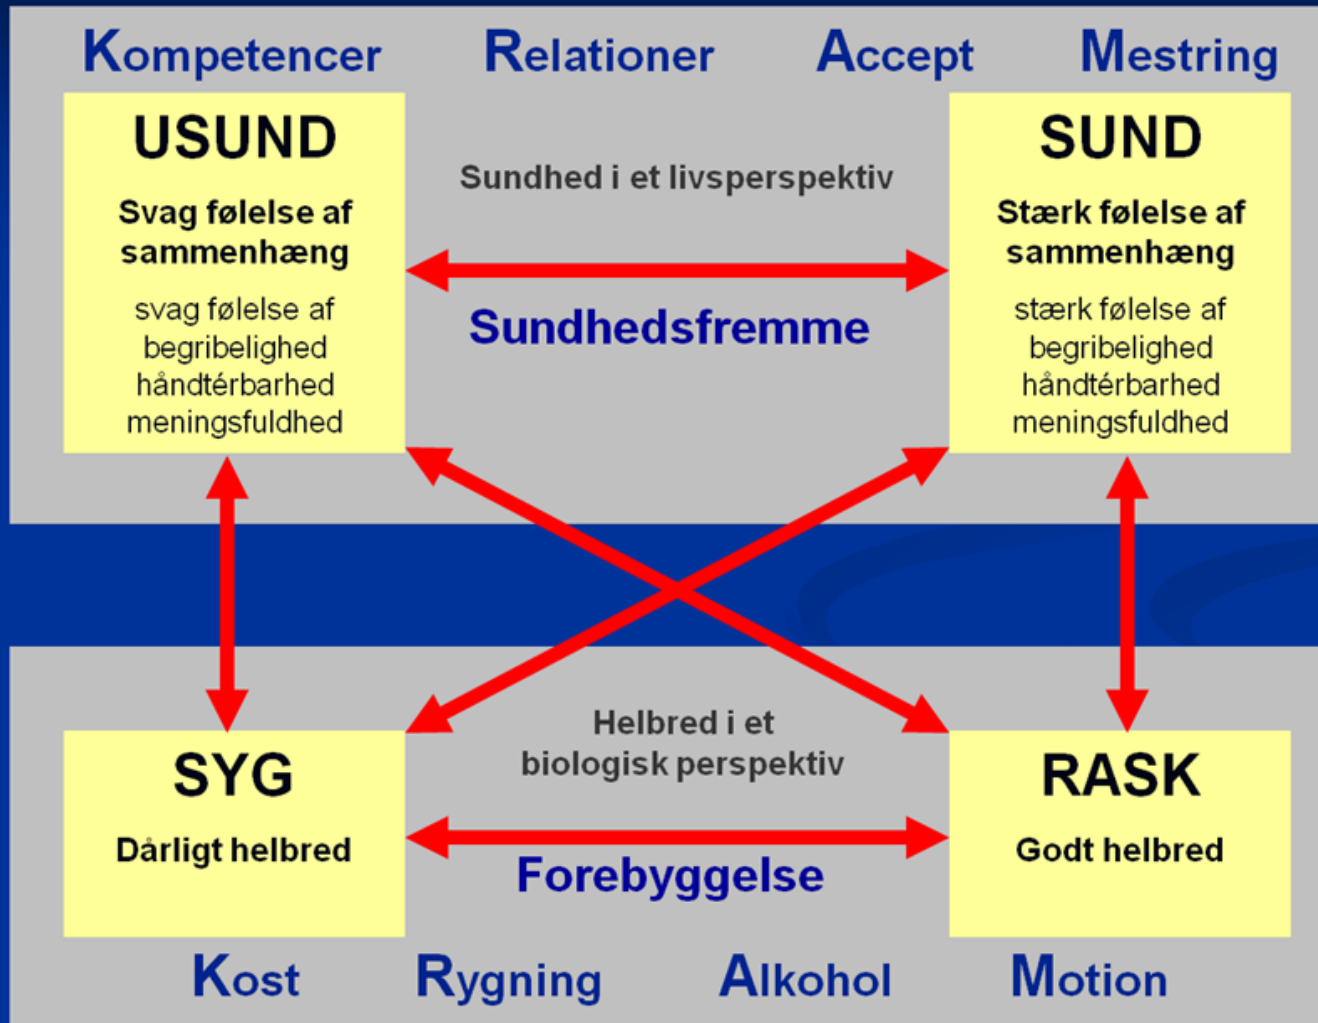 Kompetencer Relationer Accept Mestring
USUND
Svag følelse af
sammenhæng
svag følelse af
begribelighed
håndtérbarhed
meningsfuldhed
Sundhed i et livsperspektiv
Sundhedsfremme
SUND
Stærk følelse af
sammenhæng
stærk følelse af
begribelighed
håndtérbarhed
meningsfuldhed
SYG
Dårligt helbred
Helbred i et
biologisk perspektiv
Forebyggelse
RASK
Godt helbred
Kost Rygning Alkohol Motion